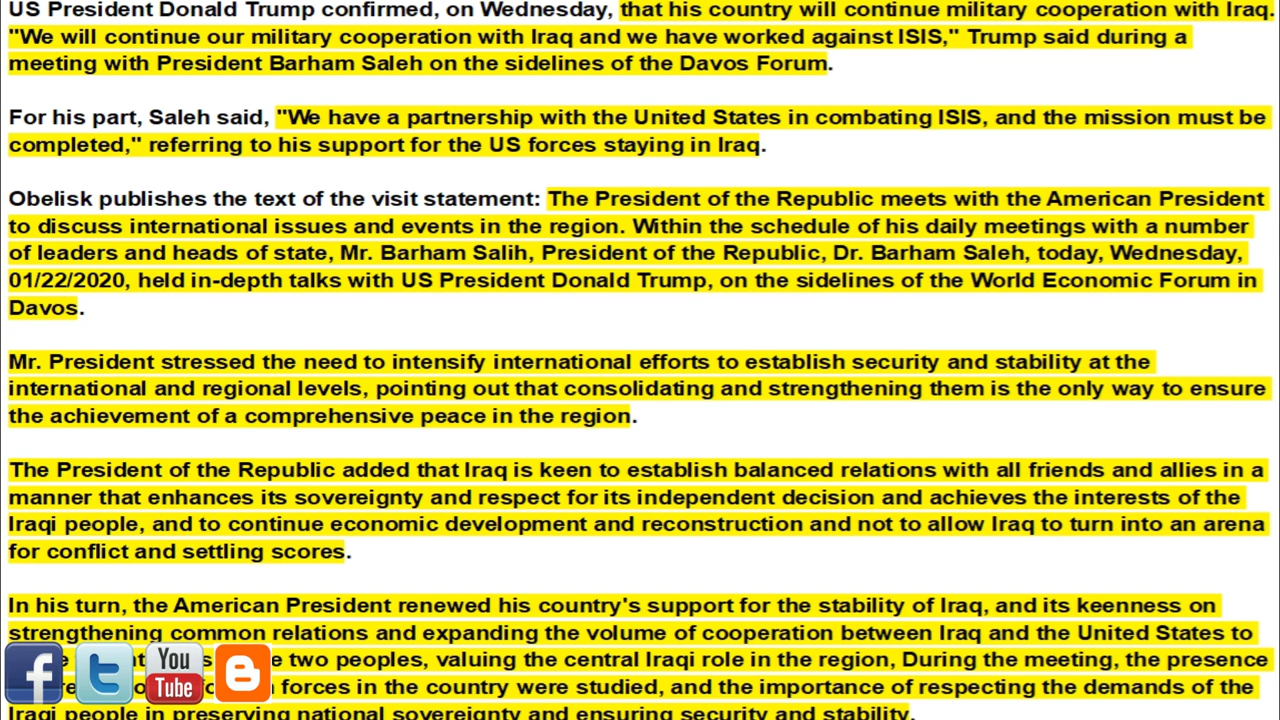 US President Donald Trump confirmed, on Wednesday, that his country will continue military cooperation with Iraq.
"We will continue our military cooperation with Iraq and we have worked against ISIS," Trump said during a
meeting with President Barham Saleh on the sidelines of the Davos Forum.
For his part, Saleh said, "We have a partnership with the United States in combating ISIS, and the mission must be
completed," referring to his support for the US forces staying in Iraq.
Obelisk publishes the text of the visit statement: The President of the Republic meets with the American President
to discuss international issues and events in the region. Within the schedule of his daily meetings with a number
of leaders and heads of state, Mr. Barham Salih, President of the Republic, Dr. Barham Saleh, today, Wednesday,
01/22/2020, held in-depth talks with US President Donald Trump, on the sidelines of the World Economic Forum in
Davos.
Mr. President stressed the need to intensify international efforts to establish security and stability at the
international and regional levels, pointing out that consolidating and strengthening them is the only way to ensure
the achievement of a comprehensive peace in the region.
The President of the Republic added that Iraq is keen to establish balanced relations with all friends and allies in a
manner that enhances its sovereignty and respect for its independent decision and achieves the interests of the
Iraqi people, and to continue economic development and reconstruction and not to allow Iraq to turn into an arena
for conflict and settling scores.
In his turn, the American President renewed his country's support for the stability of Iraq, and its keenness on
strengthening common relations and expanding the volume of cooperation between Iraq and the United States to
two peoples, valuing the central Iraqi role in the region, During the meeting, the presence
forces in the country were studied, and the importance of respecting the demands of the
Iraqi people in preserving national sovereignty and ensuring security and stability.
You
Tube